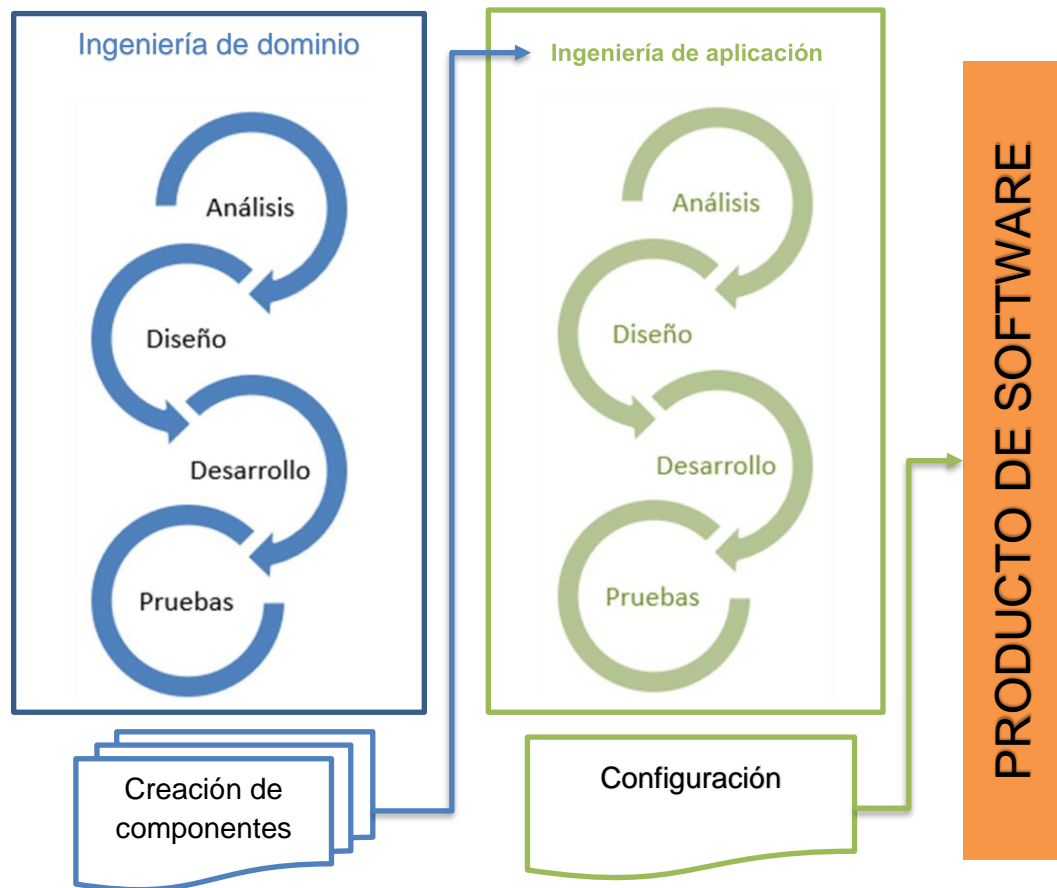 Ingeniería de dominio
Análisis
Diseño
Desarrollo
Pruebas
Creación de
componentes
Ingeniería de aplicación
Análisis
Diseño
Desarrollo
Pruebas
Configuración
PRODUCTO DE SOFTWARE